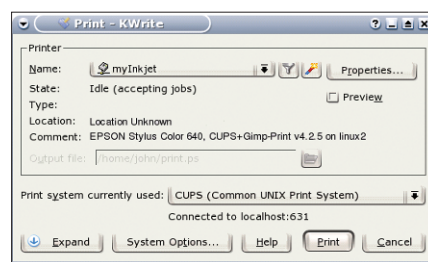 Print - KWrite
Printer
Name: myInkjet Properties...
State: Idle (accepting jobs) Preview
Type:
Location: Location Unknown
Comment: EPSON Stylus Color 640, CUPS+Gimp-Print v4.2.5 on linux2
Output file: /home/john/print.ps
Print system currently used: CUPS (Common UNIX Print System)
Connected to localhost:631
Expand System Options... Help Print Cancel